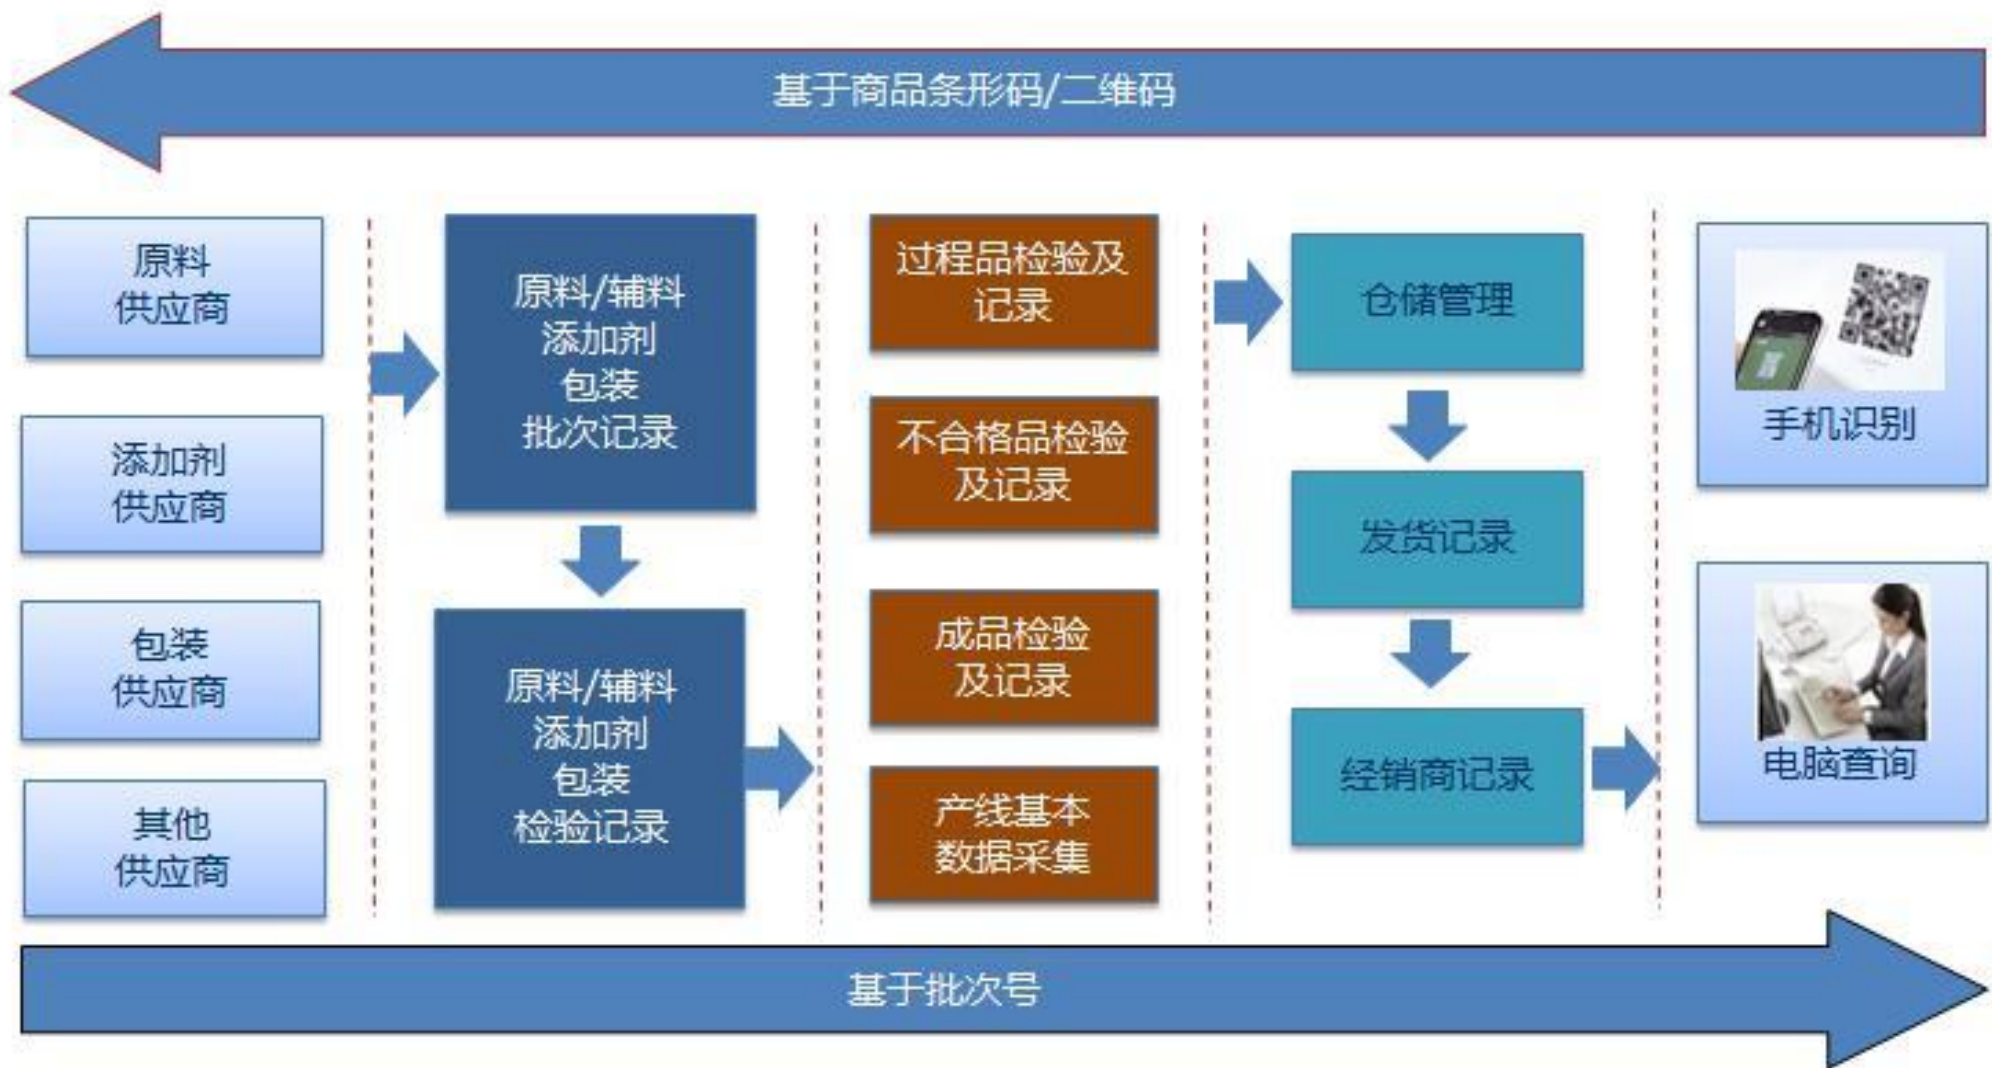 基于商品条形码/二维码
原料
供应商
添加剂
供应商
包装
供应商
其他
供应商
原料/辅料
添加剂
包装
批次记录
原料/辅料
添加剂
包装
检验记录
过程品检验及
记录
不合格品检验
及记录
成品检验
及记录
产线基本
数据采集
仓储管理
发货记录
经销商记录
手机识别
电脑查询
基于批次号